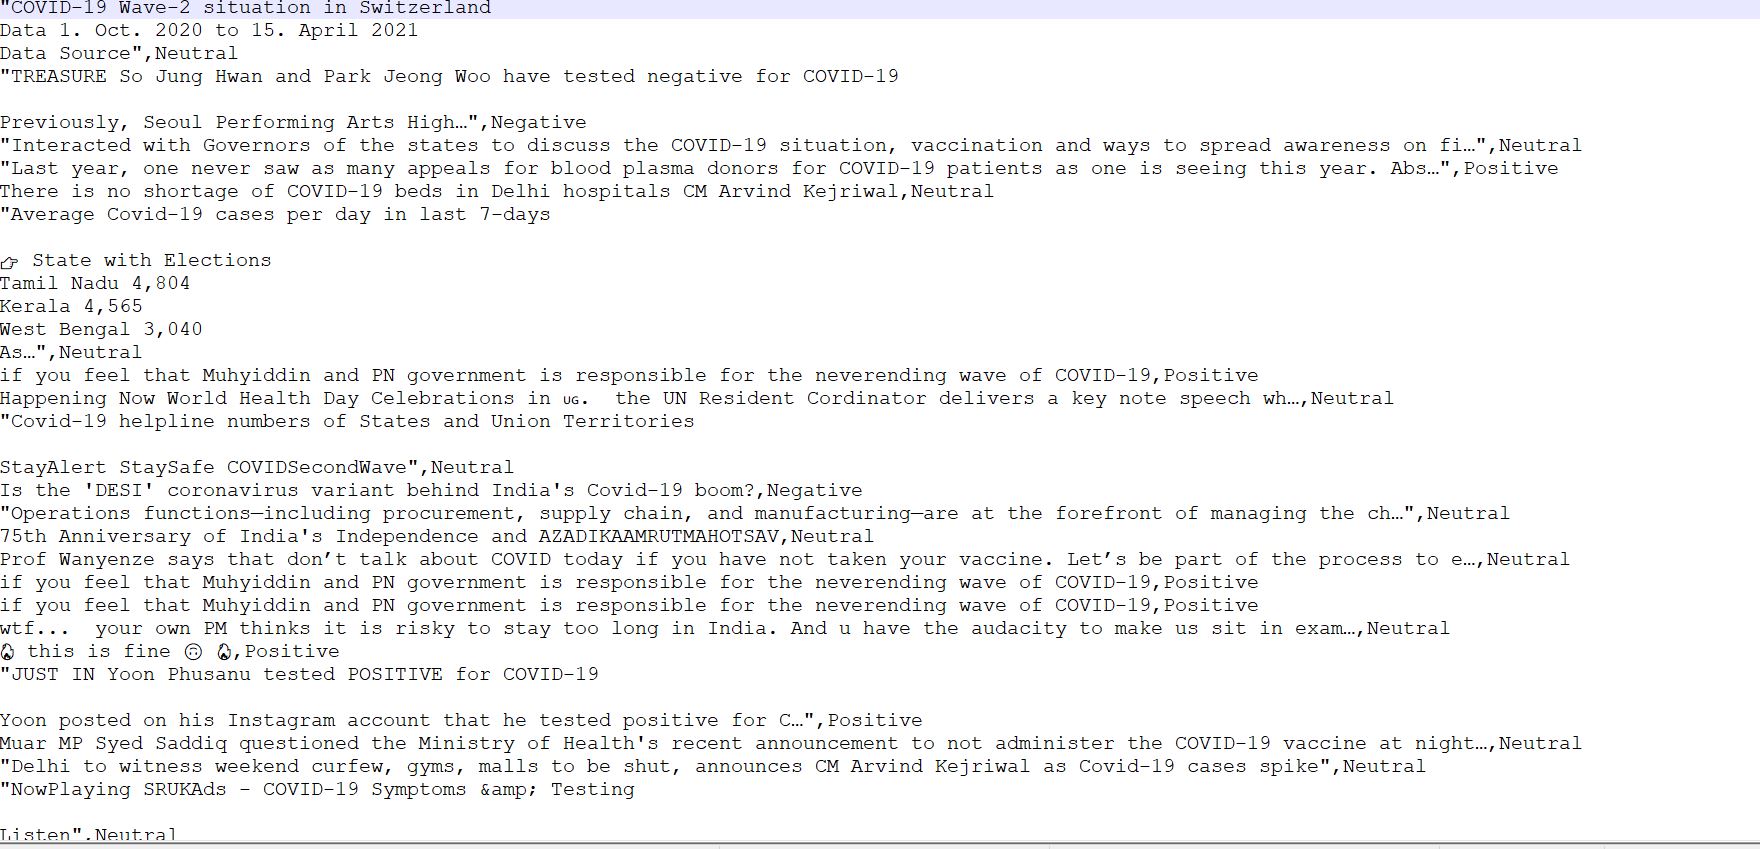 "COVID-19 Wave-2 situation in Switzerland
Data 1. Oct. 2020 to 15. April 2021
Data Source",Neutral
"TREASURE So Jung Hwan and Park Jeong Woo have tested negative for COVID-19
Previously, Seoul Performing Arts High…",Negative
"Interacted with Governors of the states to discuss the COVID-19 situation, vaccination and ways to spread awareness on fi…",Neutral
"Last year, one never saw as many appeals for blood plasma donors for COVID-19 patients as one is seeing this year. Abs…",Positive
There is no shortage of COVID-19 beds in Delhi hospitals CM Arvind Kejriwal,Neutral
"Average Covid-19 cases per day in last 7-days
👉 State with Elections
Tamil Nadu 4,804
Kerala 4,565
West Bengal 3,040
As…",Neutral
if you feel that Muhyiddin and PN government is responsible for the neverending wave of COVID-19,Positive
Happening Now World Health Day Celebrations in 🇺🇬.  the UN Resident Cordinator delivers a key note speech wh…,Neutral
"Covid-19 helpline numbers of States and Union Territories
StayAlert StaySafe COVIDSecondWave",Neutral
Is the 'DESI' coronavirus variant behind India's Covid-19 boom?,Negative
"Operations functions—including procurement, supply chain, and manufacturing—are at the forefront of managing the ch…",Neutral
75th Anniversary of India's Independence and AZADIKAAMRUTMAHOTSAV,Neutral
Prof Wanyenze says that don’t talk about COVID today if you have not taken your vaccine. Let’s be part of the process to e…,Neutral
if you feel that Muhyiddin and PN government is responsible for the neverending wave of COVID-19,Positive
if you feel that Muhyiddin and PN government is responsible for the neverending wave of COVID-19,Positive
wtf...  your own PM thinks it is risky to stay too long in India. And u have the audacity to make us sit in exam…,Neutral
🔥 this is fine 🙃 🔥,Positive
"JUST IN Yoon Phusanu tested POSITIVE for COVID-19
Yoon posted on his Instagram account that he tested positive for C…",Positive
Muar MP Syed Saddiq questioned the Ministry of Health's recent announcement to not administer the COVID-19 vaccine at night…,Neutral
"Delhi to witness weekend curfew, gyms, malls to be shut, announces CM Arvind Kejriwal as Covid-19 cases spike",Neutral
"NowPlaying SRUKAds - COVID-19 Symptoms &amp; Testing
Listen",Neutral